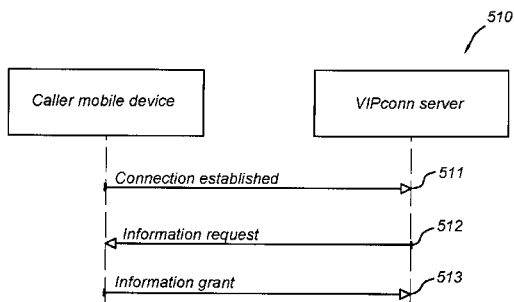 510
Caller mobile device
VIPconn server
Connection established
511
Information request
512
Information grant
513